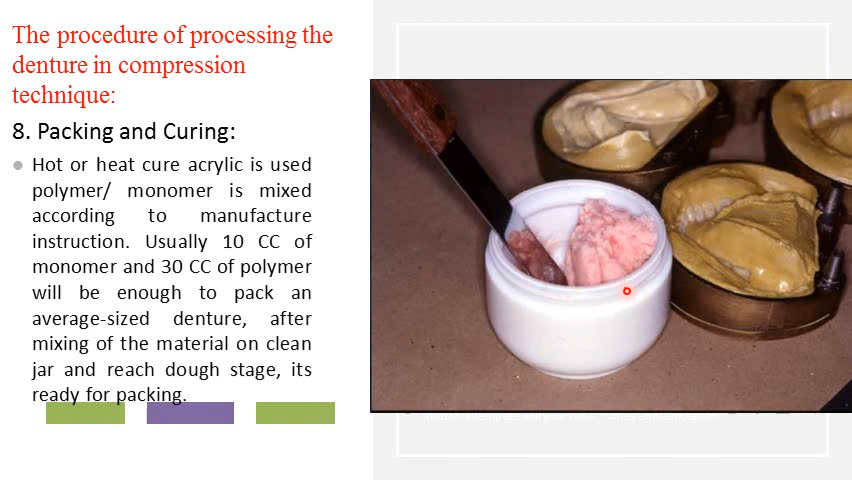 The procedure of processing the
denture in compression
technique:
8. Packing and Curing:
Hot or heat cure acrylic is used
polymer/ monomer is mixed
according to manufacture
instruction. Usually 10 CC of
monomer and 30 CC of polymer
will be enough to pack an
average-sized denture, after
mixing of the material on clean
jar and reach dough stage, its
ready for packing.